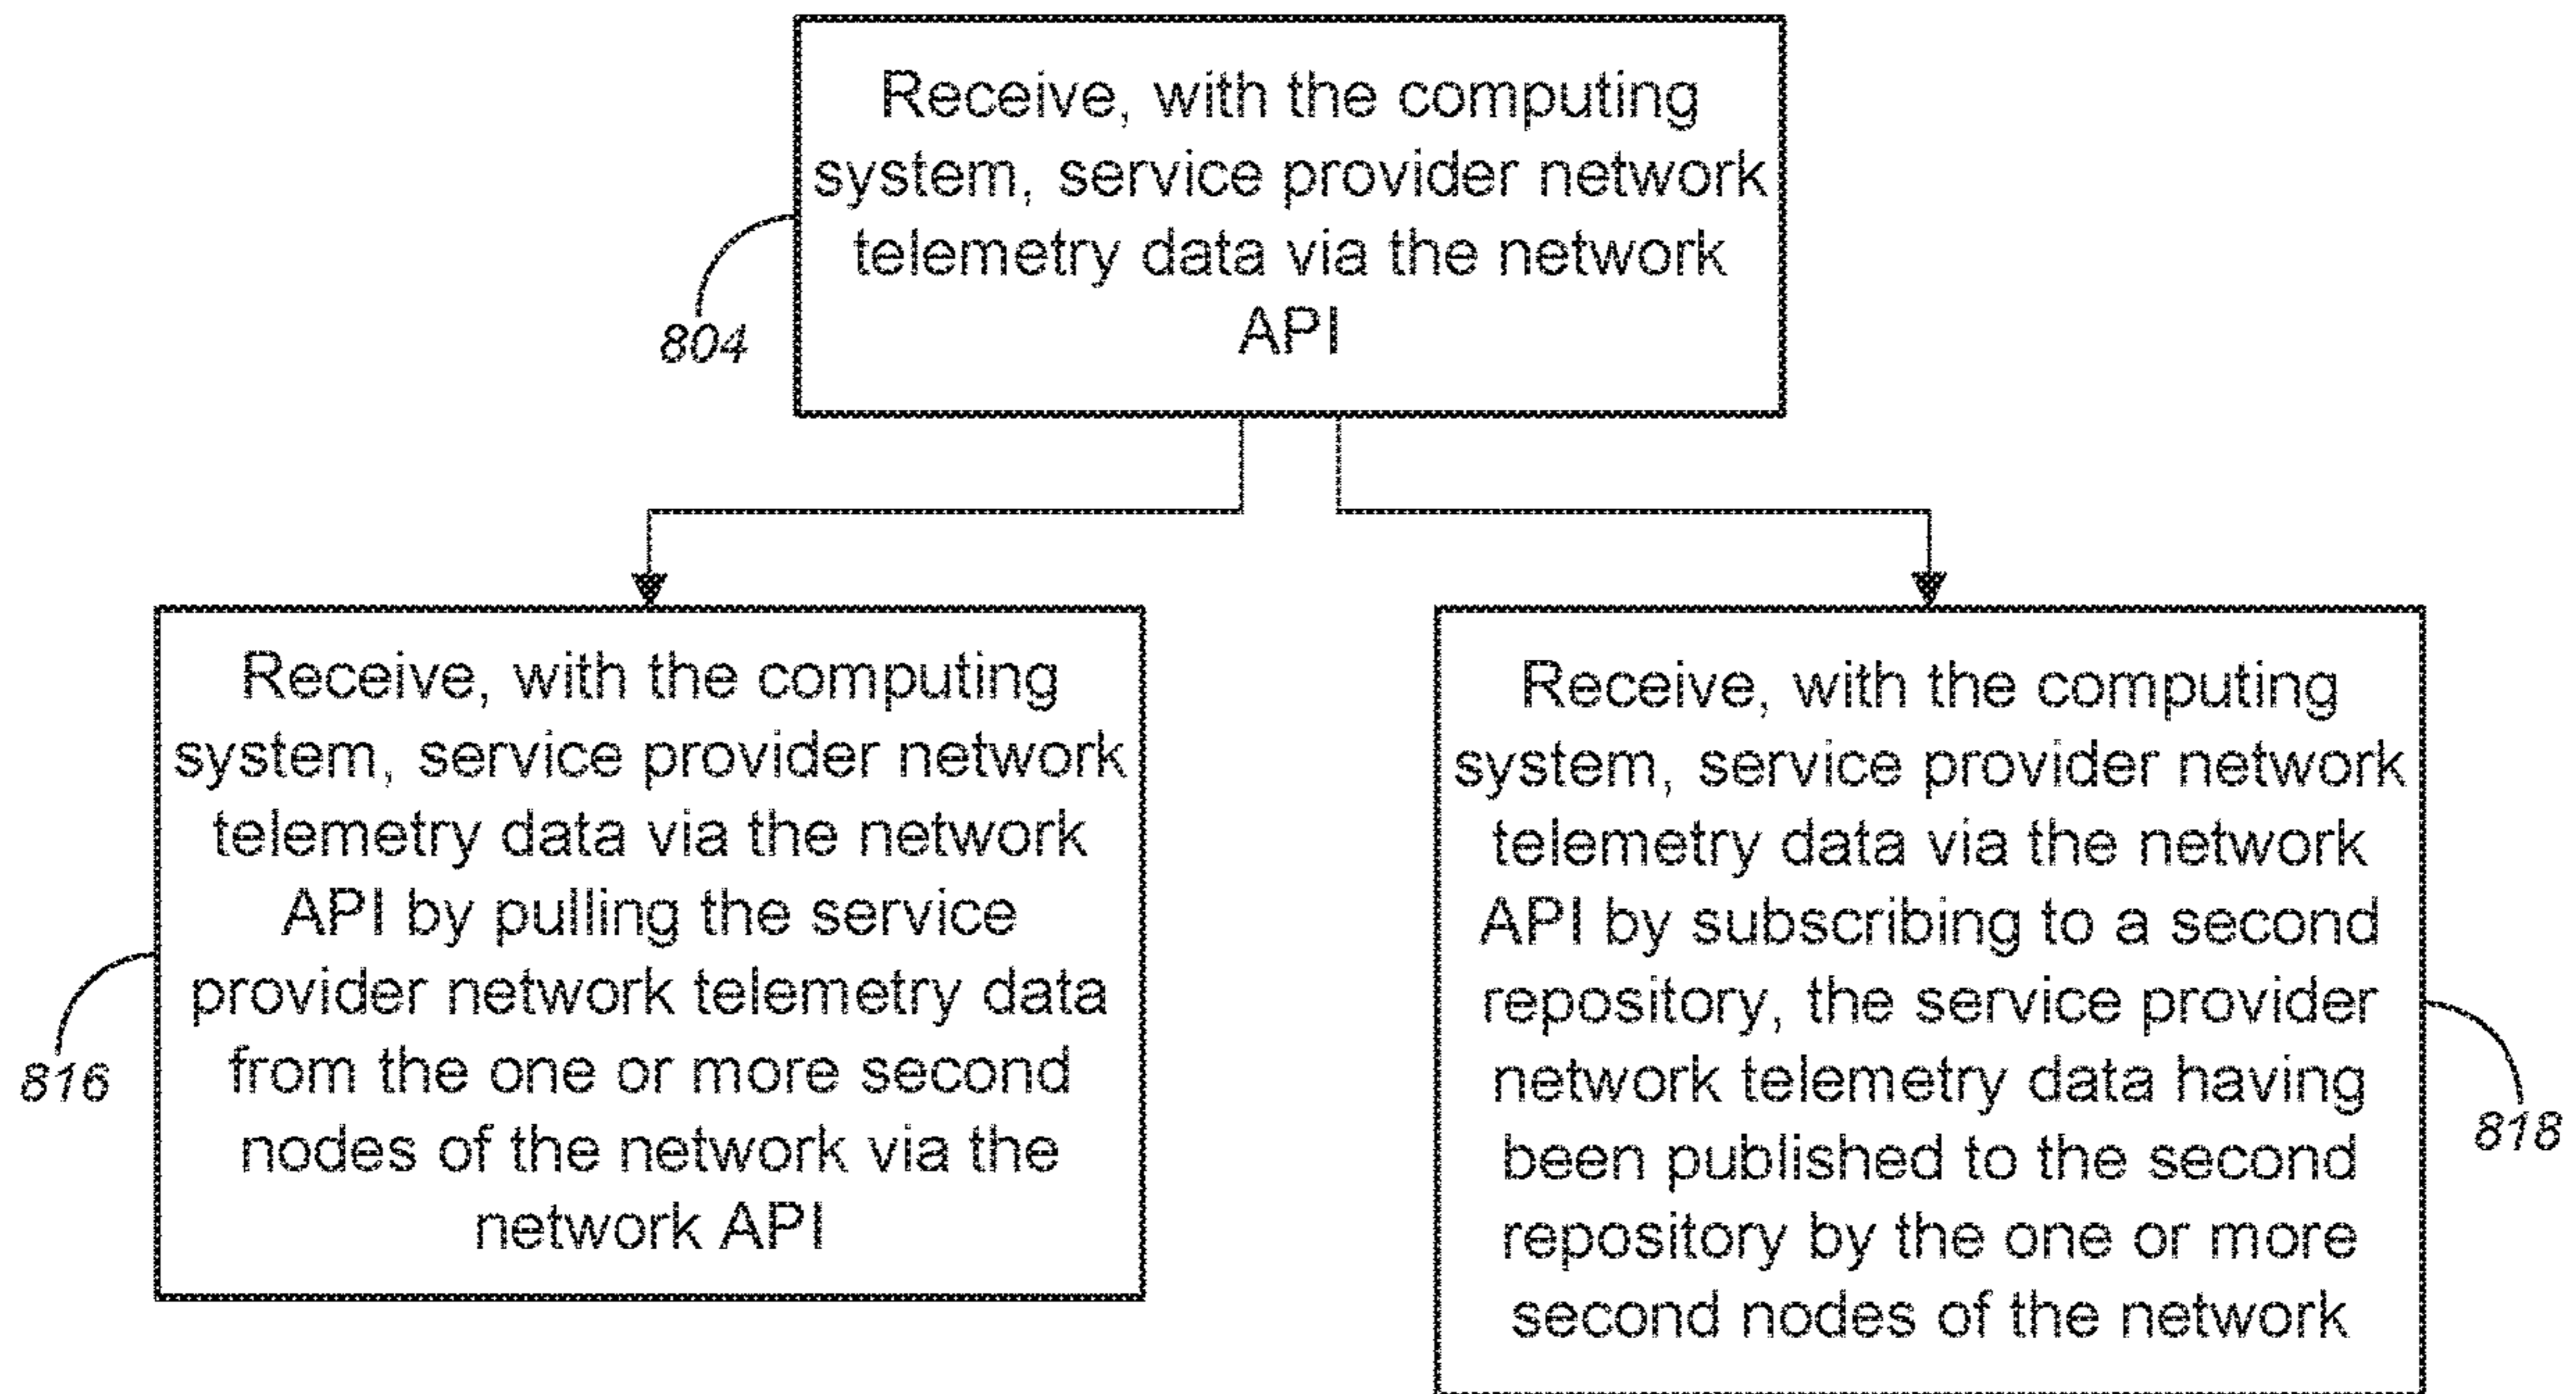 Receive, with the computing
system, service provider network
telemetry data via the network
API
804
Receive, with the computing
system, service provider network
telemetry data via the network
API by pulling the service
provider network telemetry data
from the one or more second
nodes of the network via the
network API
816
Receive, with the computing
system, service provider network
telemetry data via the network
API by subscribing to a second
repository, the service provider
network telemetry data having
been published to the second
repository by the one or more
second nodes of the network
818